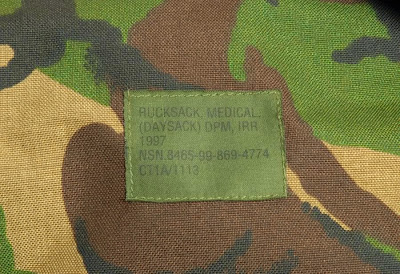 RUCKSACK, MEDICAL,
(DAYSACK) DPM, IRR
1997
NSN.8465-99-869-4774
CT1A/1113